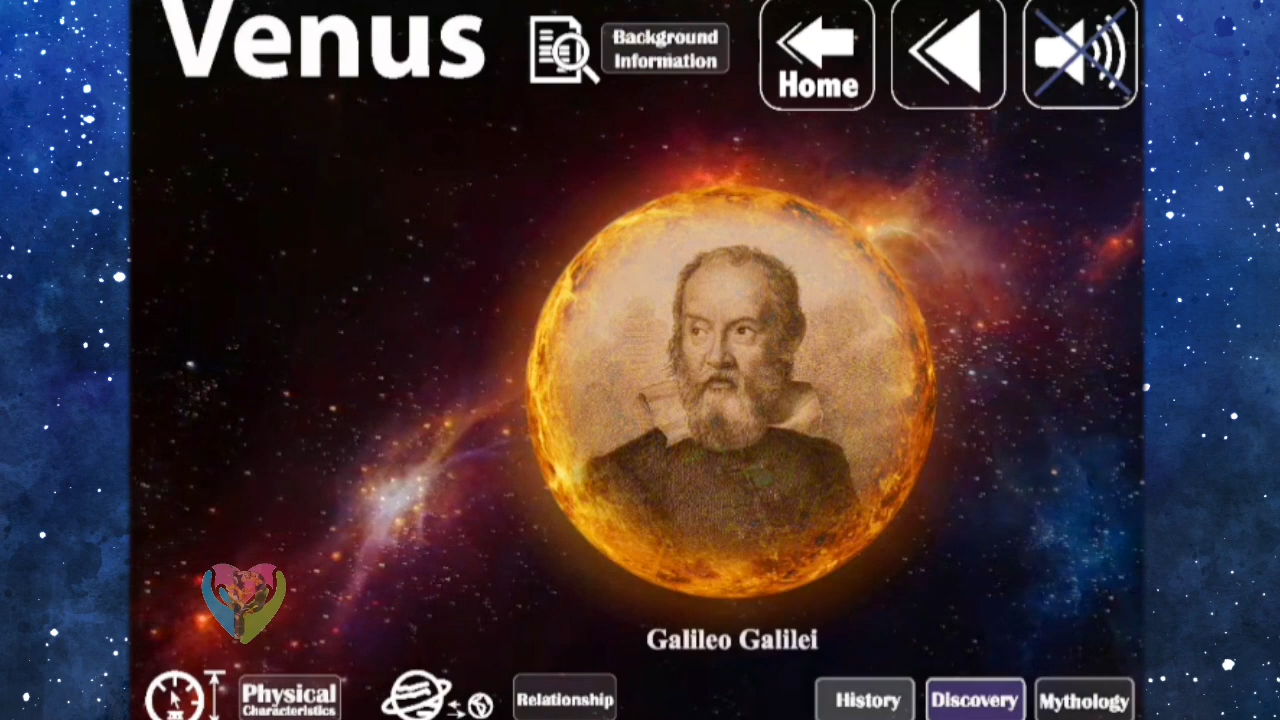 Venus
Background
Information
Home
Galileo Galilei
Physical
Characteristics
Relationship
History
Discovery
Mythology